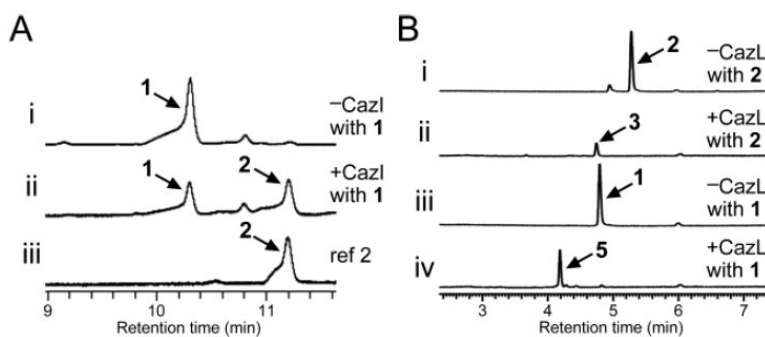 A
i
1
−CazI
with 1
ii
1
2
+CazI
with 1
iii
2
ref 2
9
10
11
Retention time (min)
B
i
2
−CazL
with 2
ii
3
+CazL
with 2
iii
1
−CazL
with 1
iv
5
+CazL
with 1
3
4
5
6
7
Retention time (min)